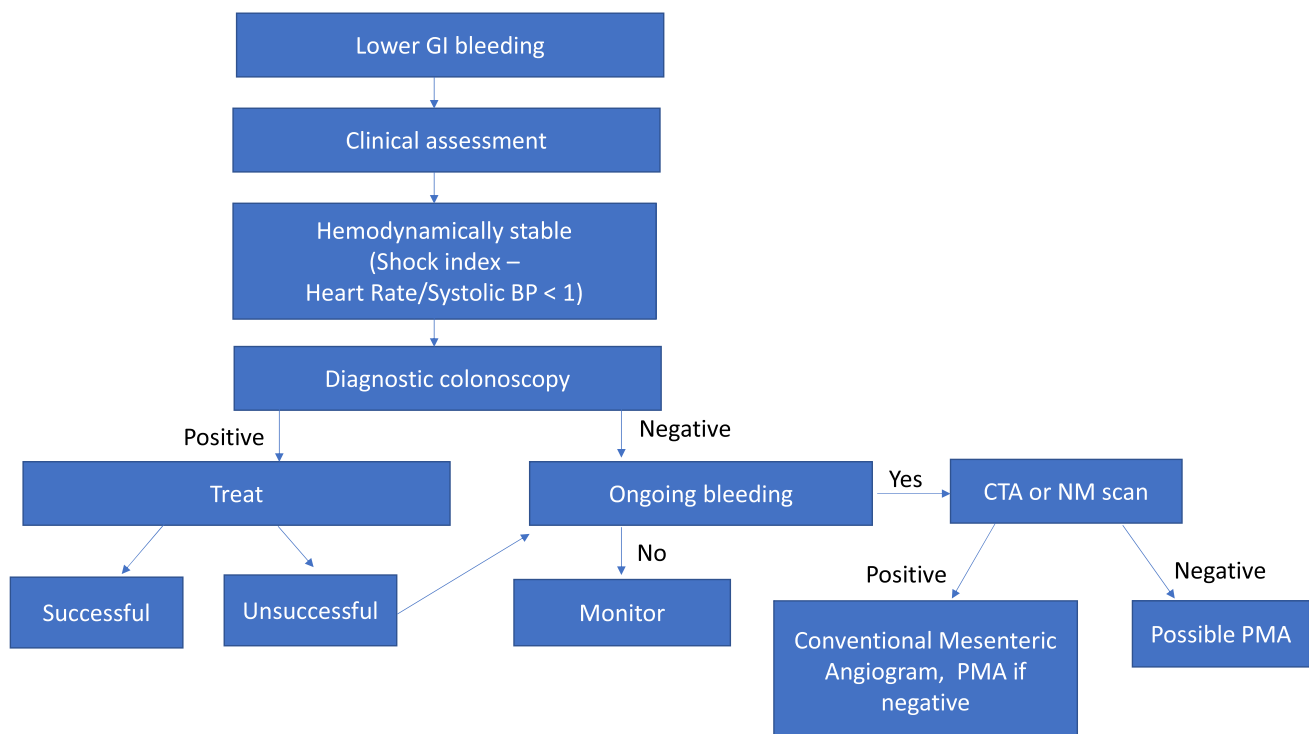 Lower GI bleeding
Clinical assessment
Hemodynamically stable
(Shock index –
Heart Rate/Systolic BP < 1)
Diagnostic colonoscopy
Positive
Negative
Treat
Ongoing bleeding
Yes
CTA or NM scan
Successful
Unsuccessful
No
Monitor
Positive
Negative
Conventional Mesenteric
Angiogram, PMA if
negative
Possible PMA